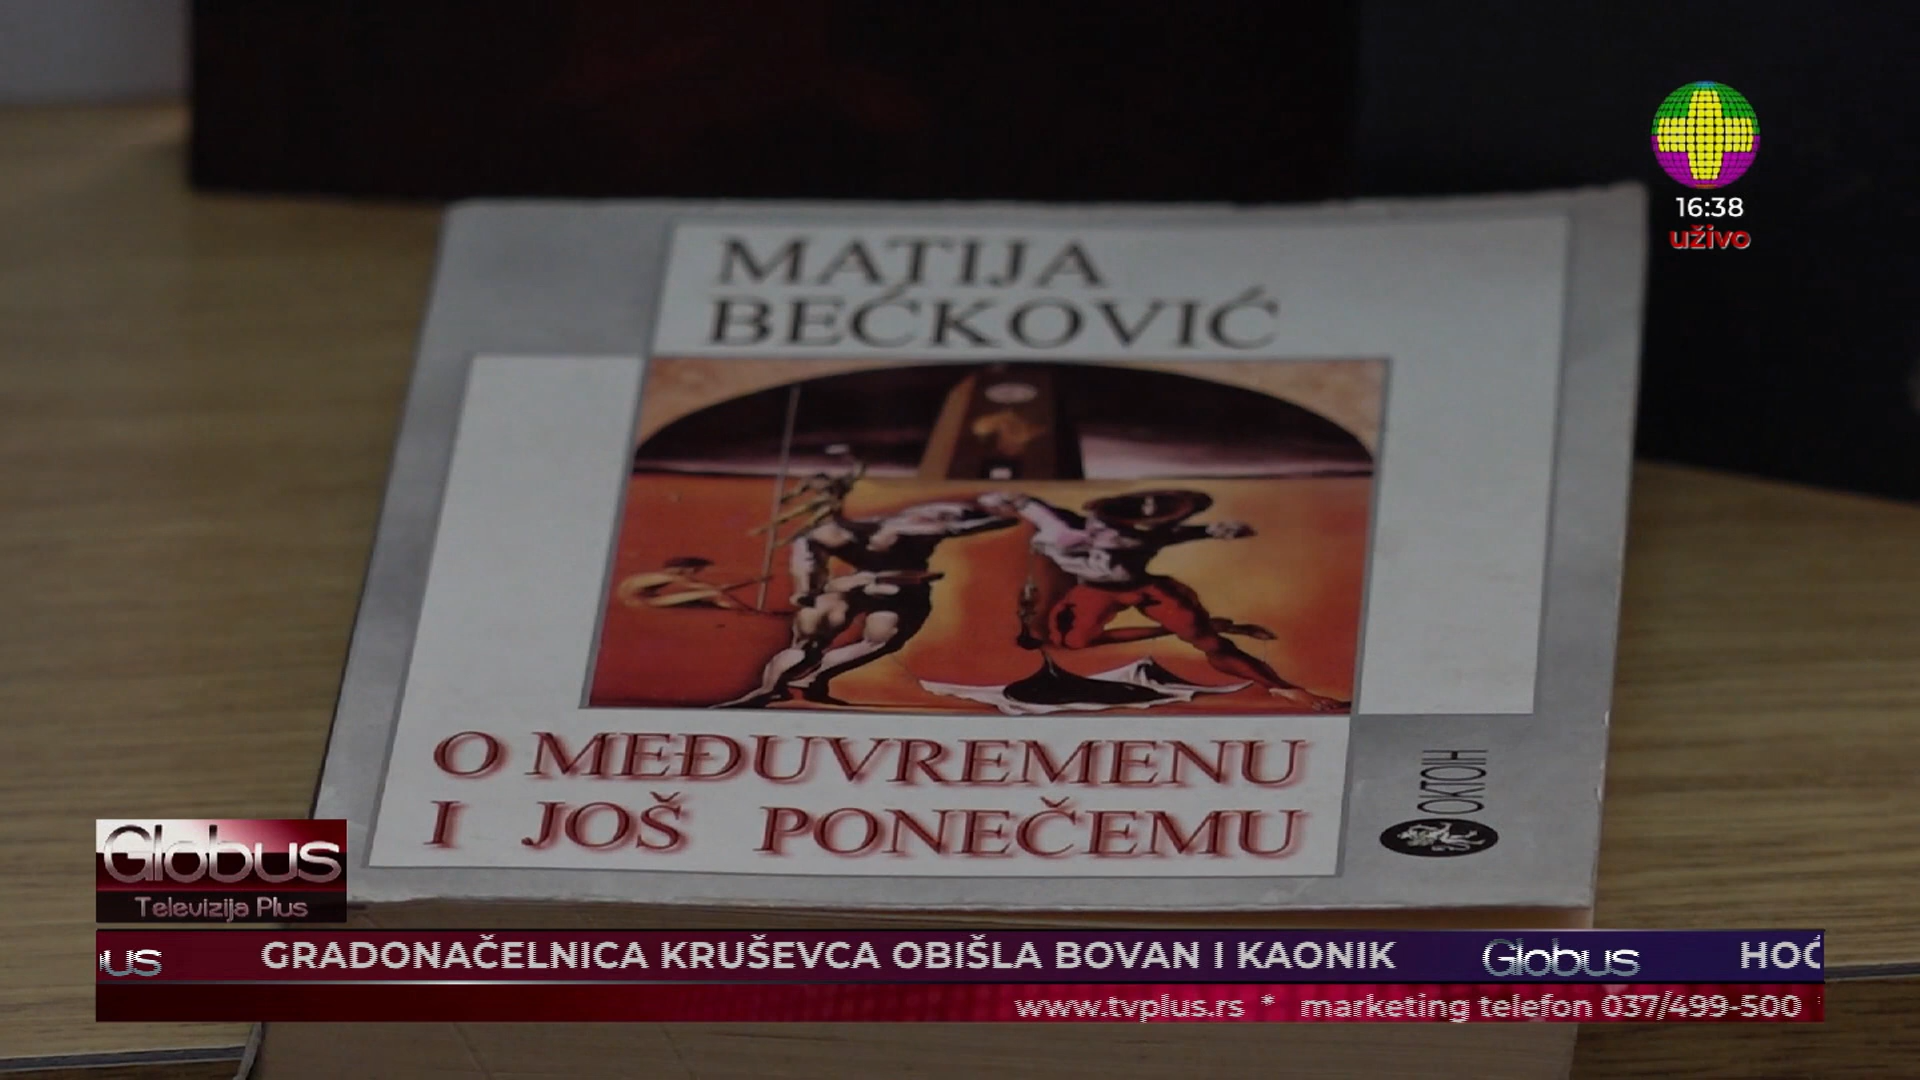 16:38
uživo
MATIJA
BEĆKOVIĆ
O MEĐUVREMENU
I JOŠ PONEČEMU
OKTOIH
Globus
Televizija Plus
GRADONAČELNICA KRUŠEVCA OBIŠLA BOVAN I KAONIK Globus
www.tvplus.rs * marketing telefon 037/499-500